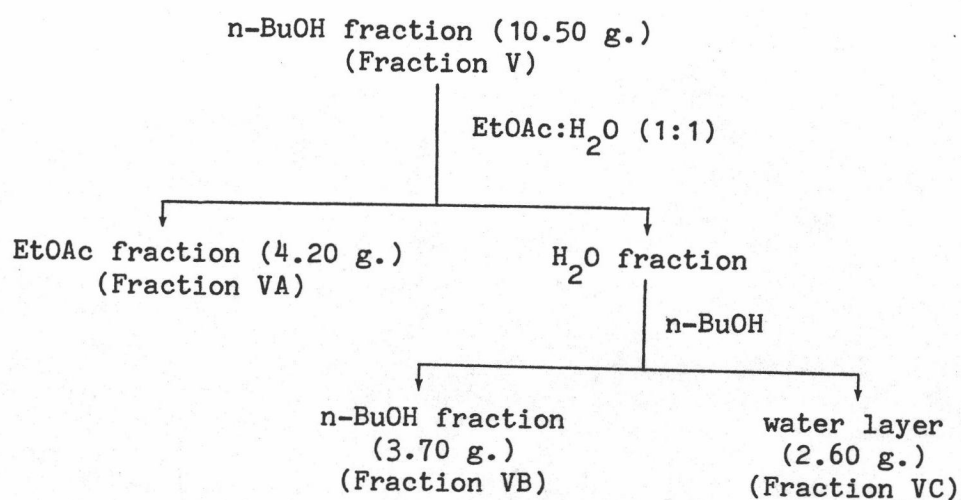 n-BuOH fraction (10.50 g.)
(Fraction V)
EtOAc:H₂O (1:1)
EtOAc fraction (4.20 g.)
(Fraction VA)
H₂O fraction
n-BuOH
n-BuOH fraction
(3.70 g.)
(Fraction VB)
water layer
(2.60 g.)
(Fraction VC)